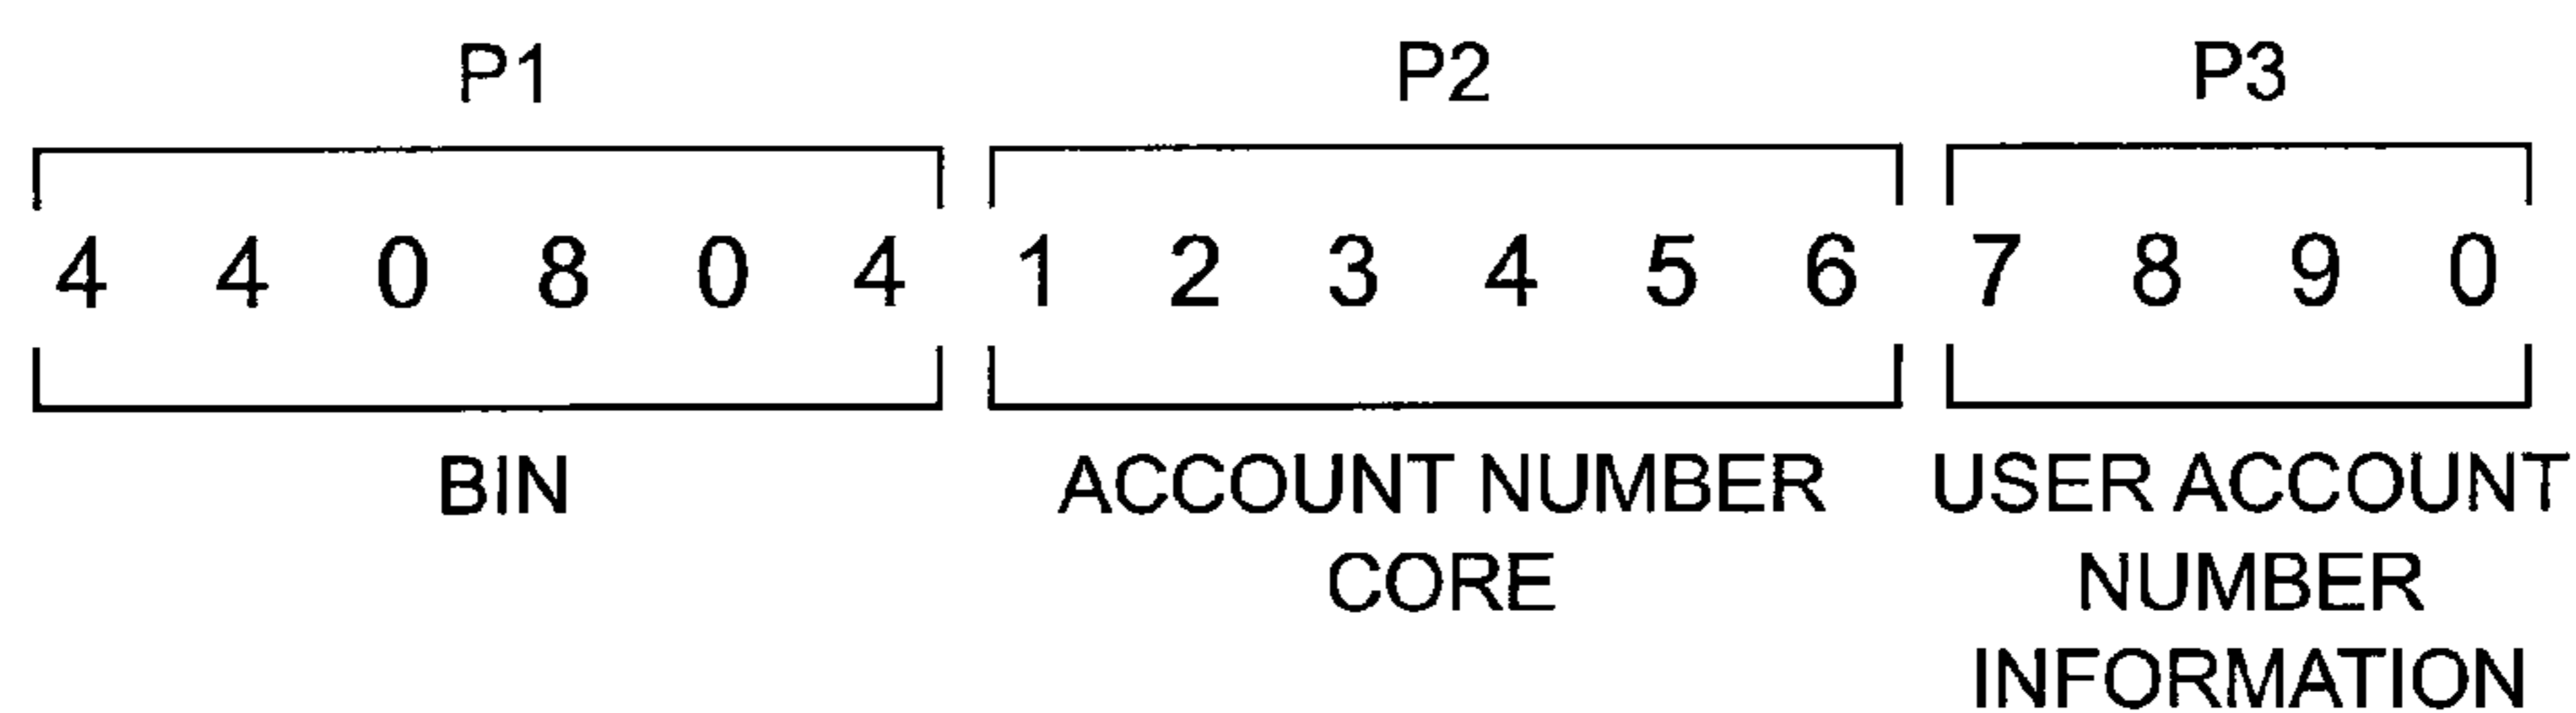 P1 P2 P3
4 4 0 8 0 4 1 2 3 4 5 6 7 8 9 0
BIN ACCOUNT NUMBER USER ACCOUNT
CORE NUMBER
INFORMATION